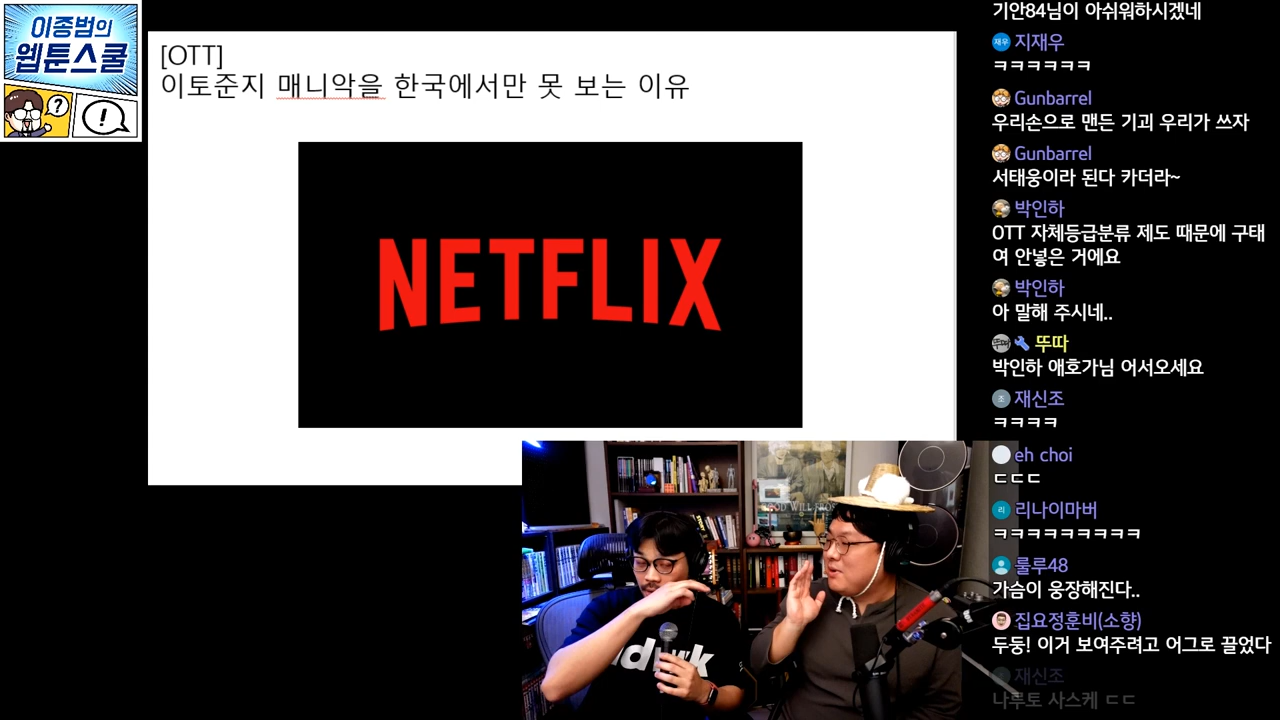 이종범의
웹툰스쿨
?
!
[OTT]
이토준지 매니악을 한국에서만 못 보는 이유
NETFLIX
기안84님이 아쉬워하시겠네
재우 지재우
ㅋㅋㅋㅋㅋㅋ
Gunbarrel
우리손으로 맨든 기괴 우리가 쓰자
Gunbarrel
서태웅이라 된다 카더라~
박인하
OTT 자체등급분류 제도 때문에 구태
여 안넣은 거에요
박인하
아 말해 주시네..
뚜따
박인하 애호가님 어서오세요
조 재신조
ㅋㅋㅋㅋ
eh choi
ㄷㄷㄷ
리 리나이마버
ㅋㅋㅋㅋㅋㅋㅋㅋㅋ
룰루48
가슴이 웅장해진다..
집요정훈비(소향)
두둥! 이거 보여주려고 어그로 끌었다
재신조
나루토 사스케 ㄷㄷ